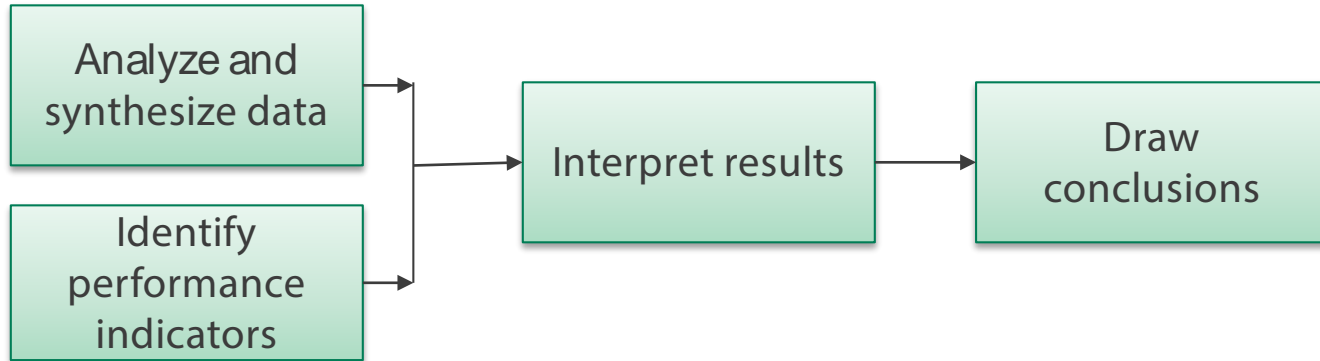 Analyze and
synthesize data
Identify
performance
indicators
Interpret results
Draw
conclusions